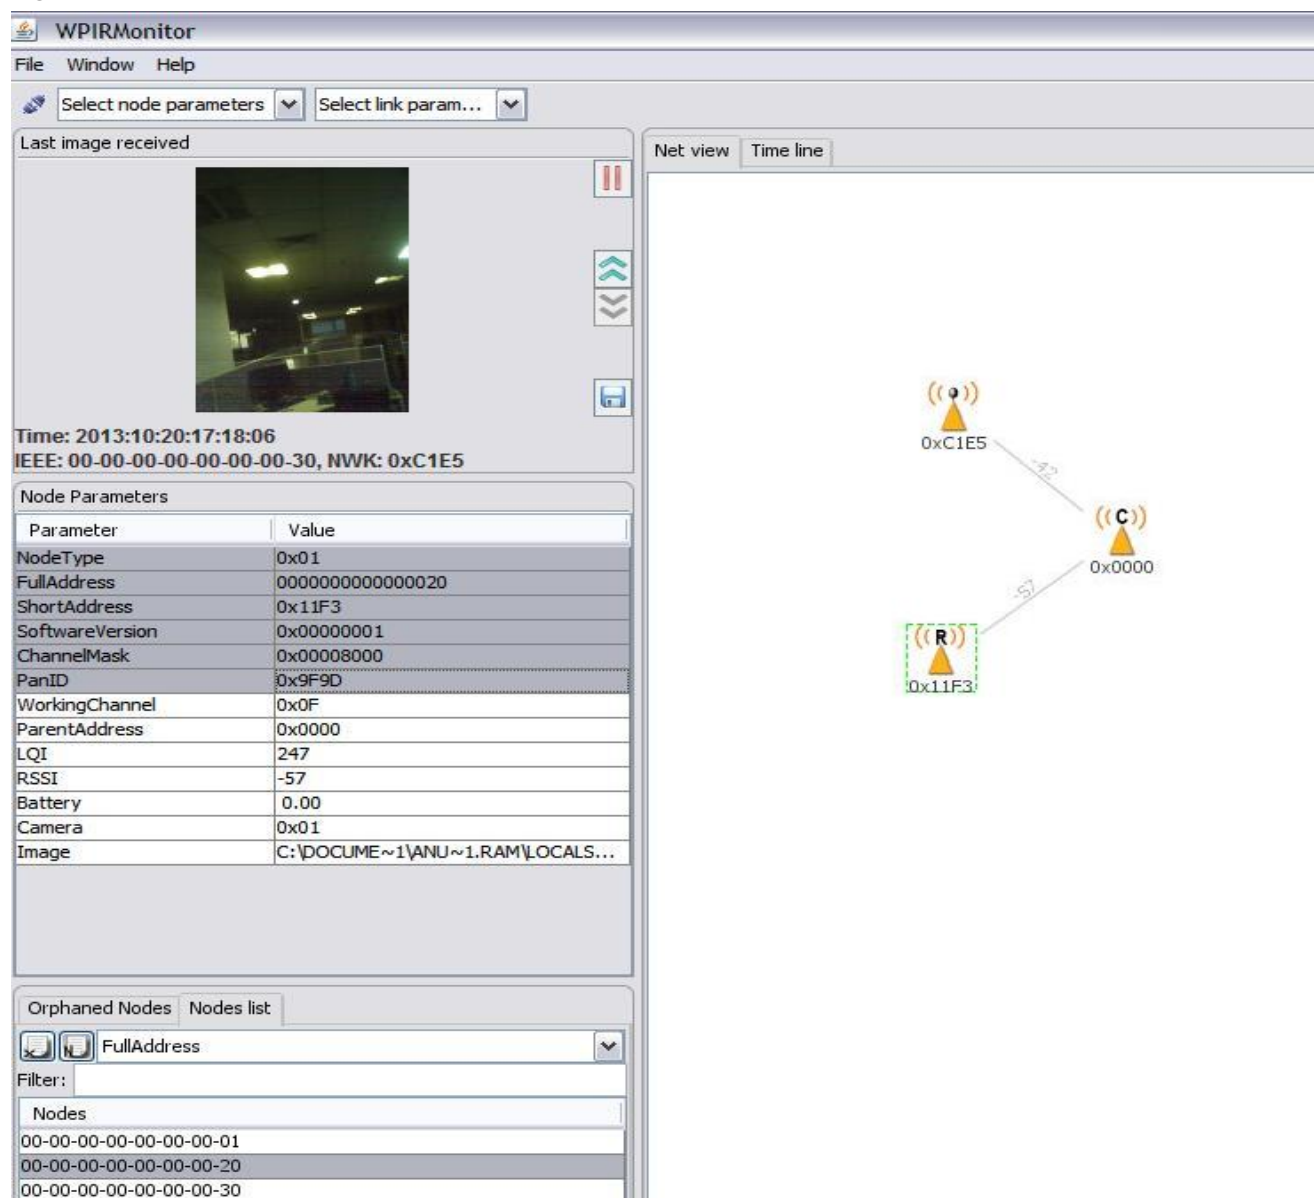 WPIRMonitor
File Window Help
Select node parameters Select link param...
Last image received
Time: 2013:10:20:17:18:06
IEEE: 00-00-00-00-00-00-00-30, NWK: 0xC1E5
Node Parameters
Parameter Value
NodeType 0x01
FullAddress 0000000000000020
ShortAddress 0x11F3
SoftwareVersion 0x00000001
ChannelMask 0x00008000
PanID 0x9F9D
WorkingChannel 0x0F
ParentAddress 0x0000
LQI 247
RSSI -57
Battery 0.00
Camera 0x01
Image C:\DOCUME~1\ANU~1.RAM\LOCALS...
Orphaned Nodes Nodes list
FullAddress
Filter:
Nodes
00-00-00-00-00-00-00-01
00-00-00-00-00-00-00-20
00-00-00-00-00-00-00-30
Net view Time line
0xC1E5
-42
C
0x0000
-57
R
0x11F3